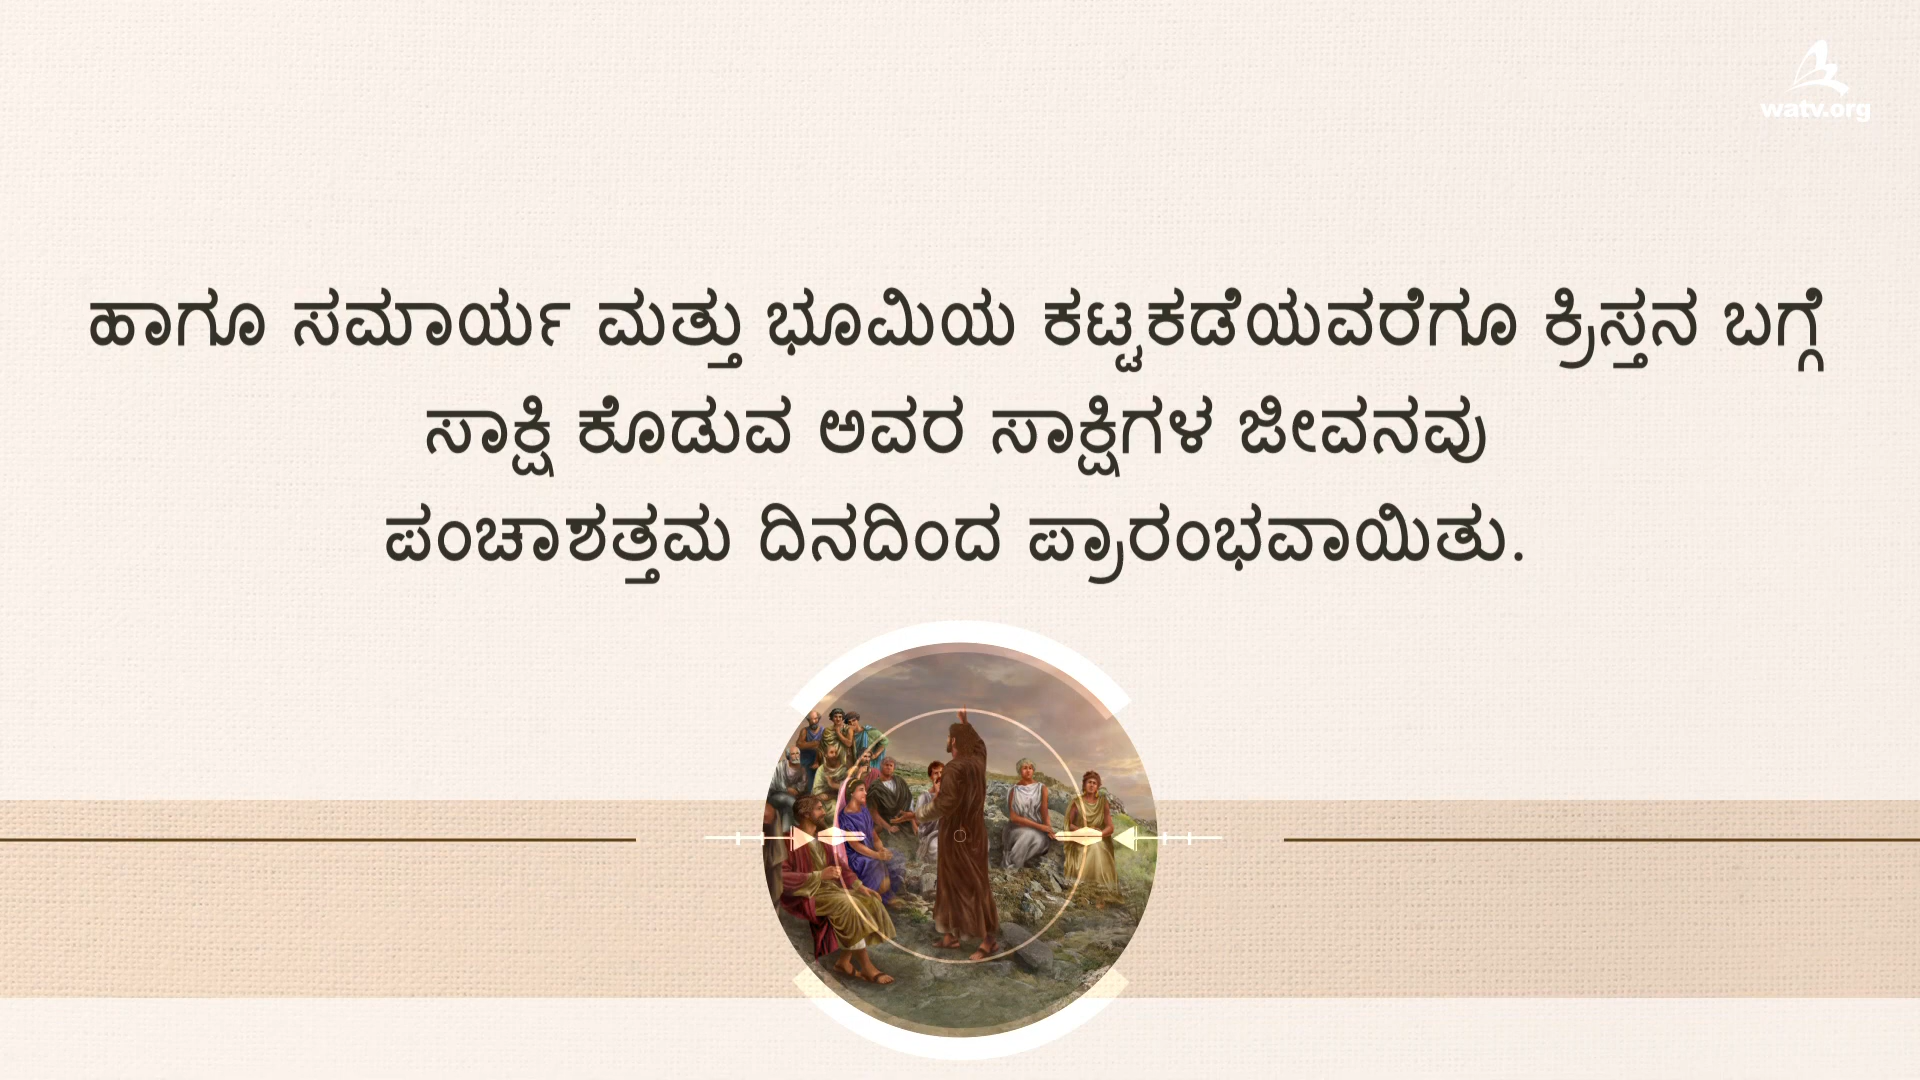 watv.org
ಹಾಗೂ ಸಮಾರ್ಯ ಮತ್ತು ಭೂಮಿಯ ಕಟ್ಟಕಡೆಯವರೆಗೂ ಕ್ರಿಸ್ತನ ಬಗ್ಗೆ
ಸಾಕ್ಷಿ ಕೊಡುವ ಅವರ ಸಾಕ್ಷಿಗಳ ಜೀವನವು
ಪಂಚಾಶತ್ತಮ ದಿನದಿಂದ ಪ್ರಾರಂಭವಾಯಿತು.